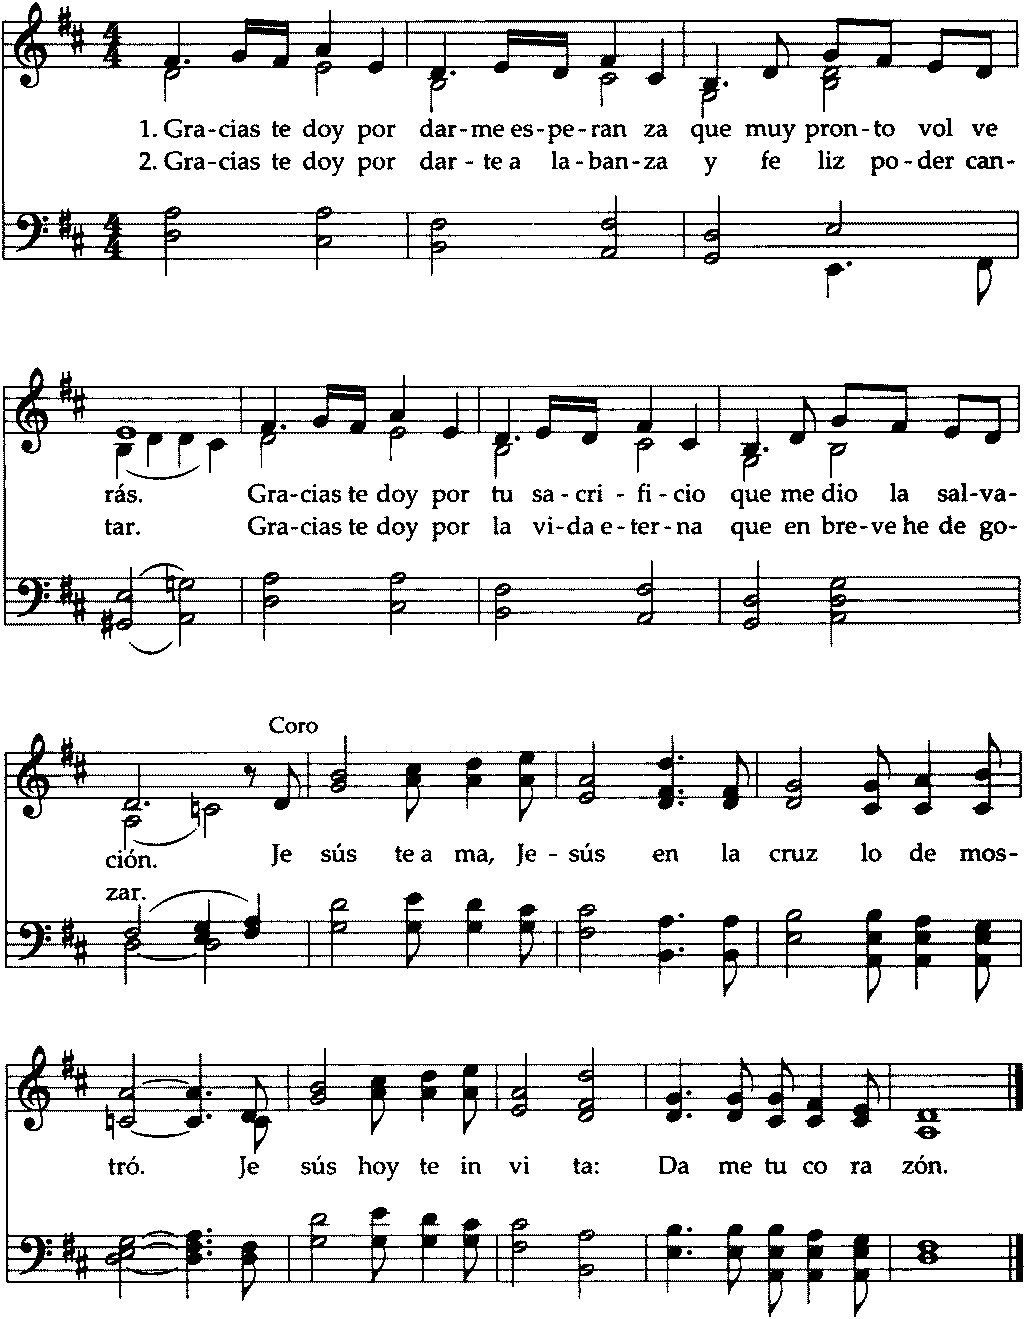 1. Gra-cias te doy por dar-me es-pe-ran za que muy pron-to vol ve
2. Gra-cias te doy por dar-te a la-ban-za y fe liz po-der can-
rás. Gra-cias te doy por tu sa-cri-fi-cio que me dio la sal-va-
tar. Gra-cias te doy por la vi-da e-ter-na que en bre-ve he de go-
Coro
ción. Je sús te a ma, Je-sús en la cruz lo de mos-
zar.
tró. Je sús hoy te in vi ta: Da me tu co ra zón.